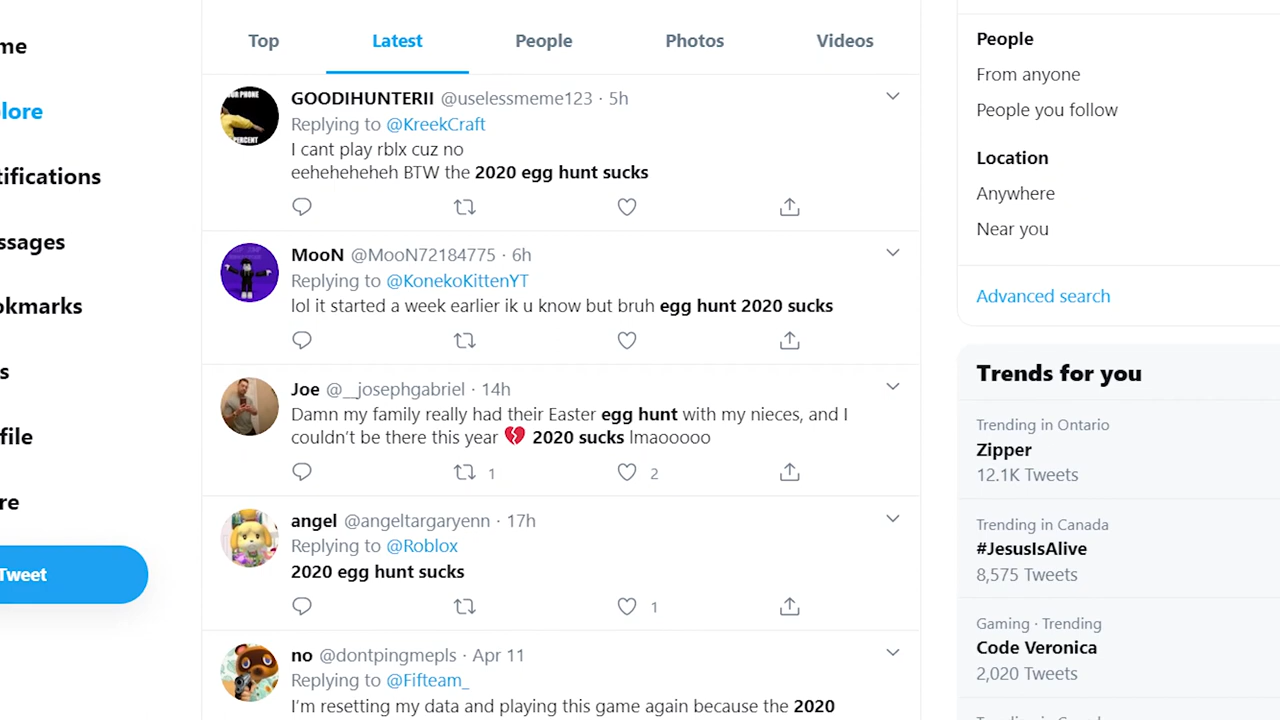 me
lore
tifications
ssages
okmarks
s
file
re
Tweet
Top Latest People Photos Videos
GOODIHUNTERII @uselessmeme123 · 5h
Replying to @KreekCraft
I cant play rblx cuz no
eeheheheheh BTW the 2020 egg hunt sucks
MooN @MooN72184775 · 6h
Replying to @KonekoKittenYT
lol it started a week earlier ik u know but bruh egg hunt 2020 sucks
Joe @__josephgabriel · 14h
Damn my family really had their Easter egg hunt with my nieces, and I
couldn't be there this year 💔 2020 sucks lmaooooo
1 2
angel @angeltargaryenn · 17h
Replying to @Roblox
2020 egg hunt sucks
1
no @dontpingmepls · Apr 11
Replying to @Fifteam_
I'm resetting my data and playing this game again because the 2020
People
From anyone
People you follow
Location
Anywhere
Near you
Advanced search
Trends for you
Trending in Ontario
Zipper
12.1K Tweets
Trending in Canada
#JesusIsAlive
8,575 Tweets
Gaming · Trending
Code Veronica
2,020 Tweets